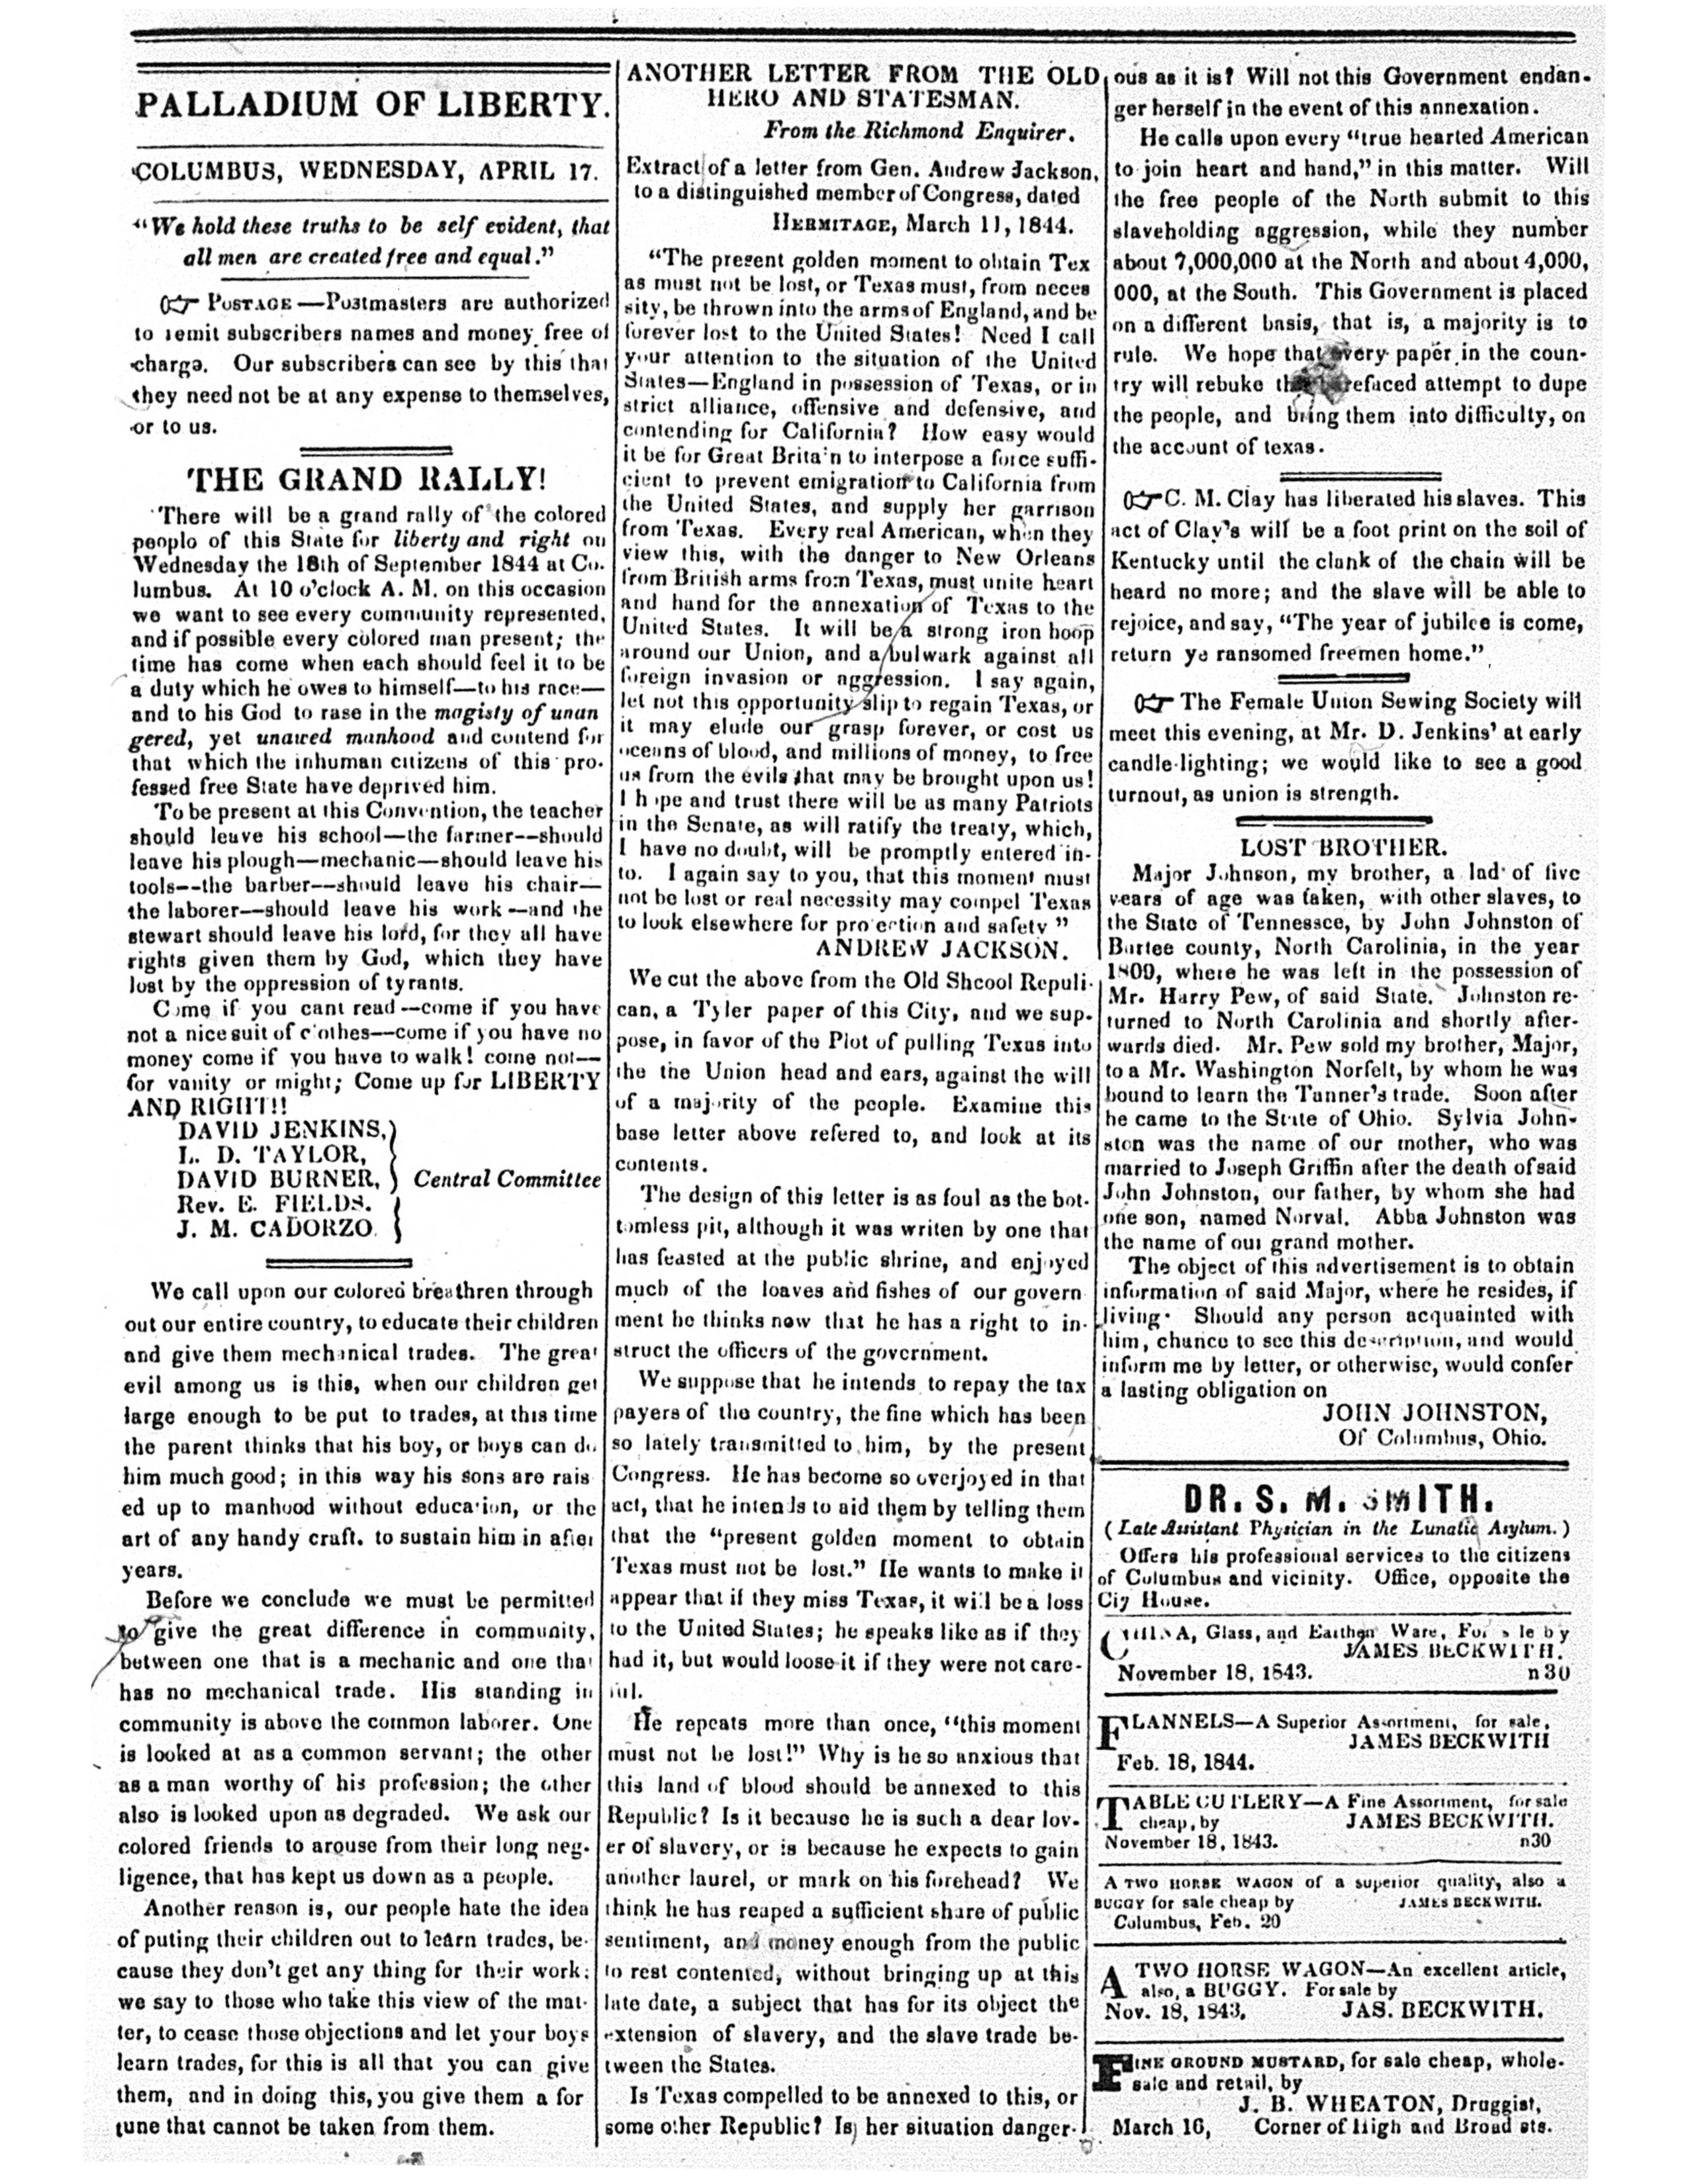 PALLADIUM OF LIBERTY.
COLUMBUS, WEDNESDAY, APRIL 17.
"We hold these truths to be self evident, that
all men are created free and equal."
☞ POSTAGE—Postmasters are authorized
to remit subscribers names and money free of
charge. Our subscribers can see by this that
they need not be at any expense to themselves,
or to us.
THE GRAND RALLY!
There will be a grand rally of the colored
people of this State for liberty and right on
Wednesday the 18th of September 1844 at Co-
lumbus. At 10 o'clock A. M. on this occasion
we want to see every community represented,
and if possible every colored man present; the
time has come when each should feel it to be
a duty which he owes to himself—to his race—
and to his God to rase in the magisty of unan
gered, yet unawed manhood and contend for
that which the inhuman citizens of this pro-
fessed free State have deprived him.
To be present at this Convention, the teacher
should leave his school—the farmer--should
leave his plough—mechanic—should leave his
tools--the barber--should leave his chair—
the laborer--should leave his work--and the
stewart should leave his lord, for they all have
rights given them by God, which they have
lost by the oppression of tyrants.
Come if you cant read--come if you have
not a nice suit of clothes—come if you have no
money come if you have to walk! come not—
for vanity or might; Come up for LIBERTY
AND RIGHT!!
DAVID JENKINS,
L. D. TAYLOR,
DAVID BURNER, } Central Committee
Rev. E. FIELDS.
J. M. CADORZO.
We call upon our colored breathren through
out our entire country, to educate their children
and give them mechanical trades. The great
evil among us is this, when our children get
large enough to be put to trades, at this time
the parent thinks that his boy, or boys can do
him much good; in this way his sons are rais
ed up to manhood without education, or the
art of any handy craft. to sustain him in after
years.
Before we conclude we must be permitted
to give the great difference in community,
between one that is a mechanic and one that
has no mechanical trade. His standing in
community is above the common laborer. One
is looked at as a common servant; the other
as a man worthy of his profession; the other
also is looked upon as degraded. We ask our
colored friends to arouse from their long neg-
ligence, that has kept us down as a people.
Another reason is, our people hate the idea
of puting their children out to learn trades, be-
cause they don't get any thing for their work;
we say to those who take this view of the mat-
ter, to cease those objections and let your boys
learn trades, for this is all that you can give
them, and in doing this, you give them a for
tune that cannot be taken from them.
ANOTHER LETTER FROM THE OLD
HERO AND STATESMAN.
From the Richmond Enquirer.
Extract of a letter from Gen. Andrew Jackson,
to a distinguished member of Congress, dated
HERMITAGE, March 11, 1844.
"The present golden moment to obtain Tex
as must not be lost, or Texas must, from neces
sity, be thrown into the arms of England, and be
forever lost to the United States! Need I call
your attention to the situation of the United
States—England in possession of Texas, or in
strict alliance, offensive and defensive, and
contending for California? How easy would
it be for Great Britain to interpose a force suffi-
cient to prevent emigration to California from
the United States, and supply her garrison
from Texas. Every real American, when they
view this, with the danger to New Orleans
from British arms from Texas, must unite heart
and hand for the annexation of Texas to the
United States. It will be a strong iron hoop
around our Union, and a bulwark against all
foreign invasion or aggression. I say again,
let not this opportunity slip to regain Texas, or
it may elude our grasp forever, or cost us
oceans of blood, and millions of money, to free
us from the evils that may be brought upon us!
I hope and trust there will be as many Patriots
in the Senate, as will ratify the treaty, which,
I have no doubt, will be promptly entered in-
to. I again say to you, that this moment must
not be lost or real necessity may compel Texas
to look elsewhere for protection and safety"
ANDREW JACKSON.
We cut the above from the Old Shcool Republi-
can, a Tyler paper of this City, and we sup-
pose, in favor of the Plot of pulling Texas into
the the Union head and ears, against the will
of a majority of the people. Examine this
base letter above refered to, and look at its
contents.
The design of this letter is as foul as the bot-
tomless pit, although it was writen by one that
has feasted at the public shrine, and enjoyed
much of the loaves and fishes of our govern
ment he thinks now that he has a right to in-
struct the officers of the government.
We suppose that he intends to repay the tax
payers of the country, the fine which has been
so lately transmitted to him, by the present
Congress. He has become so overjoyed in that
act, that he intends to aid them by telling them
that the "present golden moment to obtain
Texas must not be lost." He wants to make it
appear that if they miss Texas, it will be a loss
to the United States; he speaks like as if they
had it, but would loose it if they were not care-
ful.
He repeats more than once, "this moment
must not be lost!" Why is he so anxious that
this land of blood should be annexed to this
Republic? Is it because he is such a dear lov-
er of slavery, or is because he expects to gain
another laurel, or mark on his forehead? We
think he has reaped a sufficient share of public
sentiment, and money enough from the public
to rest contented, without bringing up at this
late date, a subject that has for its object the
extension of slavery, and the slave trade be-
tween the States.
Is Texas compelled to be annexed to this, or
some other Republic? Is her situation danger-
ous as it is? Will not this Government endan-
ger herself in the event of this annexation.
He calls upon every "true hearted American
to join heart and hand," in this matter. Will
the free people of the North submit to this
slaveholding aggression, while they number
about 7,000,000 at the North and about 4,000,
000, at the South. This Government is placed
on a different basis, that is, a majority is to
rule. We hope that every paper in the coun-
try will rebuke attempt to dupe
the people, and bring them into difficulty, on
the account of texas.
☞C. M. Clay has liberated his slaves. This
act of Clay's will be a foot print on the soil of
Kentucky until the clank of the chain will be
heard no more; and the slave will be able to
rejoice, and say, "The year of jubilee is come,
return ye ransomed freemen home."
☞ The Female Union Sewing Society will
meet this evening, at Mr. D. Jenkins' at early
candle-lighting; we would like to see a good
turnout, as union is strength.
LOST BROTHER.
Major Johnson, my brother, a lad of five
years of age was taken, with other slaves, to
the State of Tennessee, by John Johnston of
Burtee county, North Carolinia, in the year
1809, where he was left in the possession of
Mr. Harry Pew, of said State. Johnston re-
turned to North Carolinia and shortly after-
wards died. Mr. Pew sold my brother, Major,
to a Mr. Washington Norfelt, by whom he was
bound to learn the Tanner's trade. Soon after
he came to the State of Ohio. Sylvia John-
ston was the name of our mother, who was
married to Joseph Griffin after the death of said
John Johnston, our father, by whom she had
one son, named Norval. Abba Johnston was
the name of our grand mother.
The object of this advertisement is to obtain
information of said Major, where he resides, if
living. Should any person acquainted with
him, chance to see this description, and would
inform me by letter, or otherwise, would confer
a lasting obligation on
JOHN JOHNSTON,
Of Columbus, Ohio.
DR. S. M. SMITH.
(Late Assistant Physician in the Lunatic Asylum.)
Offers his professional services to the citizens
of Columbus and vicinity. Office, opposite the
City House.
CHINA, Glass, and Earthen Ware, For sale by
JAMES BECKWITH.
November 18, 1843. n30
FLANNELS—A Superior Assortment, for sale,
JAMES BECKWITH
Feb. 18, 1844.
TABLE CUTLERY—A Fine Assortment, for sale
cheap, by JAMES BECKWITH.
November 18, 1843. n30
A TWO HORSE WAGON of a superior quality, also a
BUGGY for sale cheap by JAMES BECKWITH.
Columbus, Feb. 20
A TWO HORSE WAGON—An excellent article,
also, a BUGGY. For sale by
Nov. 18, 1843, JAS. BECKWITH.
FINE GROUND MUSTARD, for sale cheap, whole-
sale and retail, by
J. B. WHEATON, Druggist,
March 16, Corner of High and Broad sts.